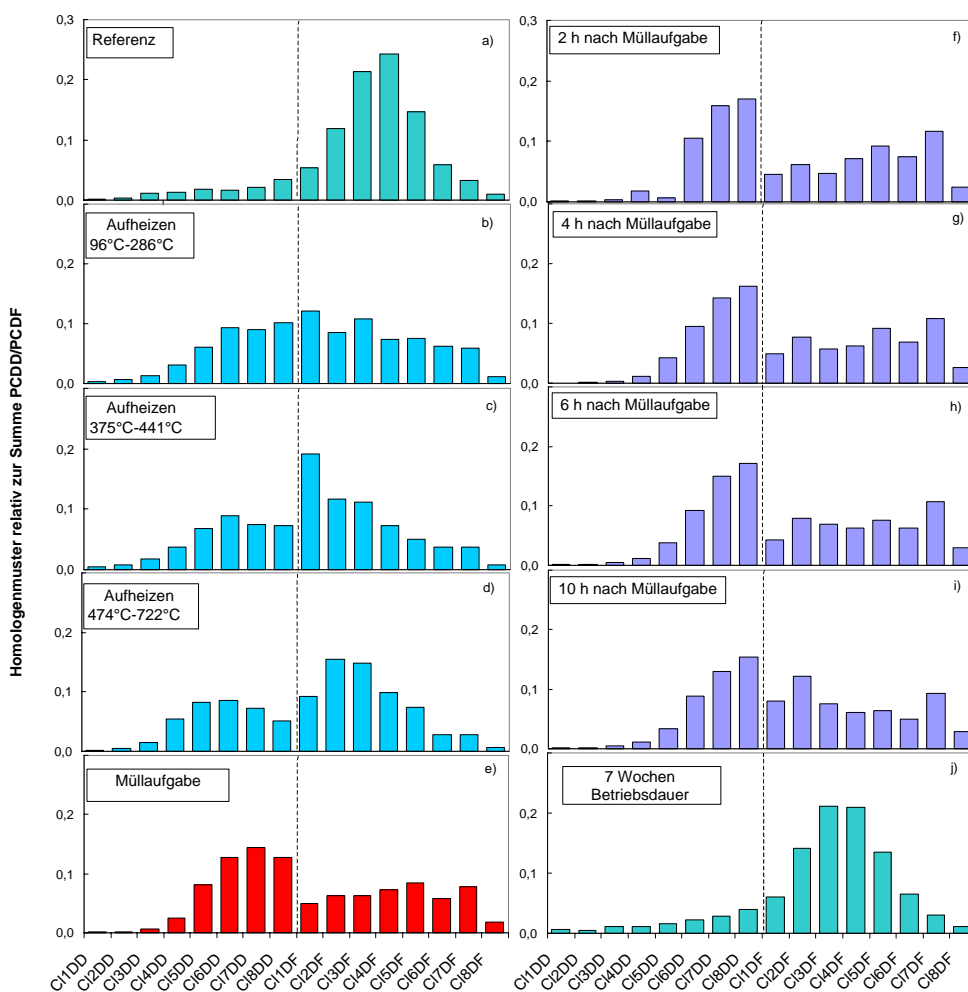 Homologenmuster relativ zur Summe PCDD/PCDF
0,3
0,2
0,1
0,0
Referenz
a)
0,2
0,1
0,0
Aufheizen
96°C-286°C
b)
0,2
0,1
0,0
Aufheizen
375°C-441°C
c)
0,2
0,1
0,0
Aufheizen
474°C-722°C
d)
0,2
0,1
0,0
Müllaufgabe
e)
Cl1DD
Cl2DD
Cl3DD
Cl4DD
Cl5DD
Cl6DD
Cl7DD
Cl8DD
Cl1DF
Cl2DF
Cl3DF
Cl4DF
Cl5DF
Cl6DF
Cl7DF
Cl8DF
0,3
0,2
0,1
0,0
2 h nach Müllaufgabe
f)
0,2
0,1
0,0
4 h nach Müllaufgabe
g)
0,2
0,1
0,0
6 h nach Müllaufgabe
h)
0,2
0,1
0,0
10 h nach Müllaufgabe
i)
0,2
0,1
0,0
7 Wochen
Betriebsdauer
j)
Cl1DD
Cl2DD
Cl3DD
Cl4DD
Cl5DD
Cl6DD
Cl7DD
Cl8DD
Cl1DF
Cl2DF
Cl3DF
Cl4DF
Cl5DF
Cl6DF
Cl7DF
Cl8DF